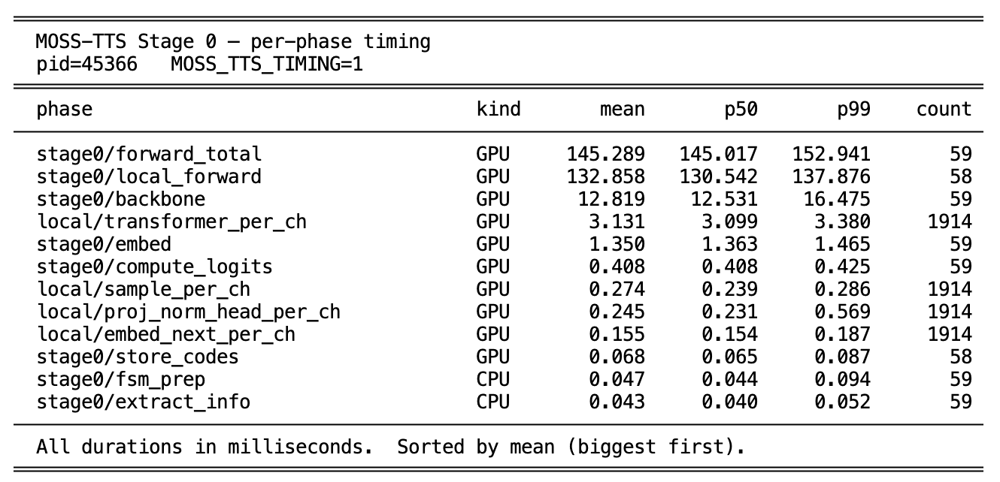 MOSS-TTS Stage 0 — per-phase timing
pid=45366 MOSS_TTS_TIMING=1
phase kind mean p50 p99 count
stage0/forward_total GPU 145.289 145.017 152.941 59
stage0/local_forward GPU 132.858 130.542 137.876 58
stage0/backbone GPU 12.819 12.531 16.475 59
local/transformer_per_ch GPU 3.131 3.099 3.380 1914
stage0/embed GPU 1.350 1.363 1.465 59
stage0/compute_logits GPU 0.408 0.408 0.425 59
local/sample_per_ch GPU 0.274 0.239 0.286 1914
local/proj_norm_head_per_ch GPU 0.245 0.231 0.569 1914
local/embed_next_per_ch GPU 0.155 0.154 0.187 1914
stage0/store_codes GPU 0.068 0.065 0.087 58
stage0/fsm_prep CPU 0.047 0.044 0.094 59
stage0/extract_info CPU 0.043 0.040 0.052 59
All durations in milliseconds. Sorted by mean (biggest first).